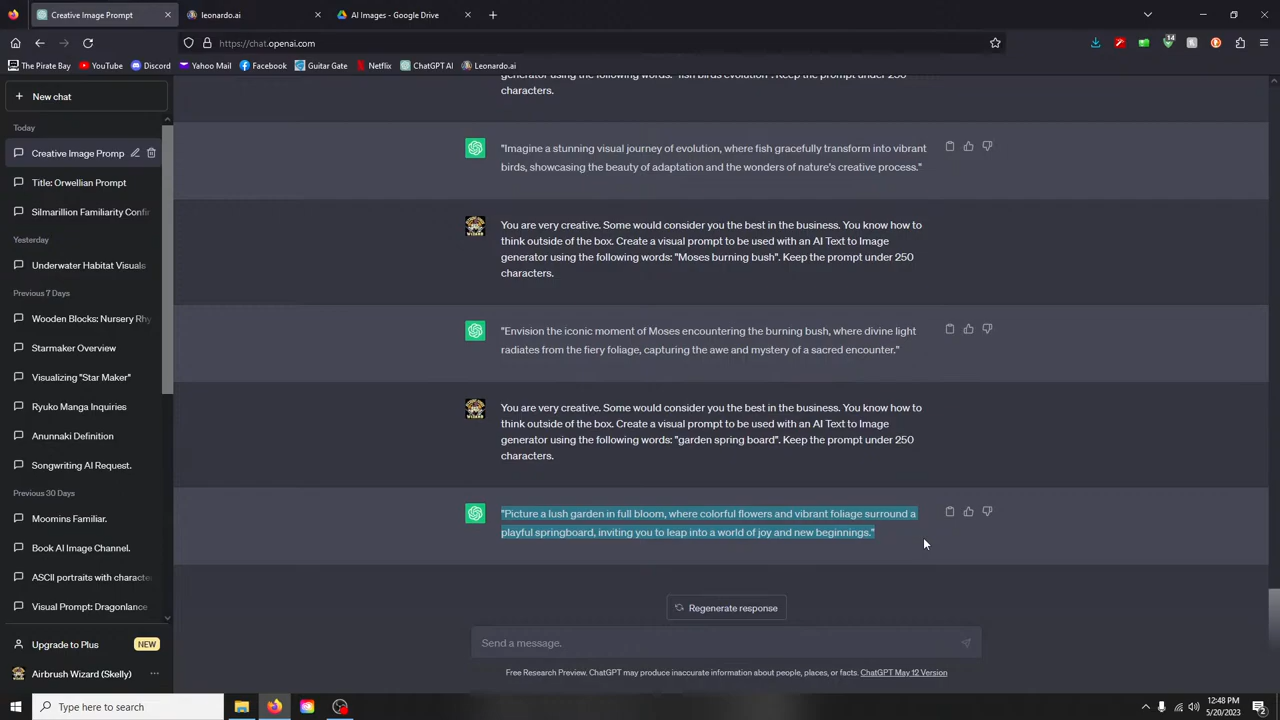 Creative Image Prompt
leonardo.ai
AI Images - Google Drive
https://chat.openai.com
The Pirate Bay
YouTube
Discord
Yahoo Mail
Facebook
Guitar Gate
Netflix
ChatGPT AI
Leonardo.ai
14
New chat
Today
Creative Image Promp
Title: Orwellian Prompt
Silmarillion Familiarity Confir
Yesterday
Underwater Habitat Visuals
Previous 7 Days
Wooden Blocks: Nursery Rhy
Starmaker Overview
Visualizing "Star Maker"
Ryuko Manga Inquiries
Anunnaki Definition
Songwriting AI Request.
Previous 30 Days
Moomins Familiar.
Book AI Image Channel.
ASCII portraits with characte
Visual Prompt: Dragonlance
Upgrade to Plus
NEW
Airbrush Wizard (Skelly)
generator using the following words: "fish birds evolution". Keep the prompt under 250
characters.
"Imagine a stunning visual journey of evolution, where fish gracefully transform into vibrant
birds, showcasing the beauty of adaptation and the wonders of nature's creative process."
You are very creative. Some would consider you the best in the business. You know how to
think outside of the box. Create a visual prompt to be used with an AI Text to Image
generator using the following words: "Moses burning bush". Keep the prompt under 250
characters.
"Envision the iconic moment of Moses encountering the burning bush, where divine light
radiates from the fiery foliage, capturing the awe and mystery of a sacred encounter."
You are very creative. Some would consider you the best in the business. You know how to
think outside of the box. Create a visual prompt to be used with an AI Text to Image
generator using the following words: "garden spring board". Keep the prompt under 250
characters.
"Picture a lush garden in full bloom, where colorful flowers and vibrant foliage surround a
playful springboard, inviting you to leap into a world of joy and new beginnings."
Regenerate response
Send a message.
Free Research Preview. ChatGPT may produce inaccurate information about people, places, or facts. ChatGPT May 12 Version
Type here to search
12:48 PM
5/20/2023
2